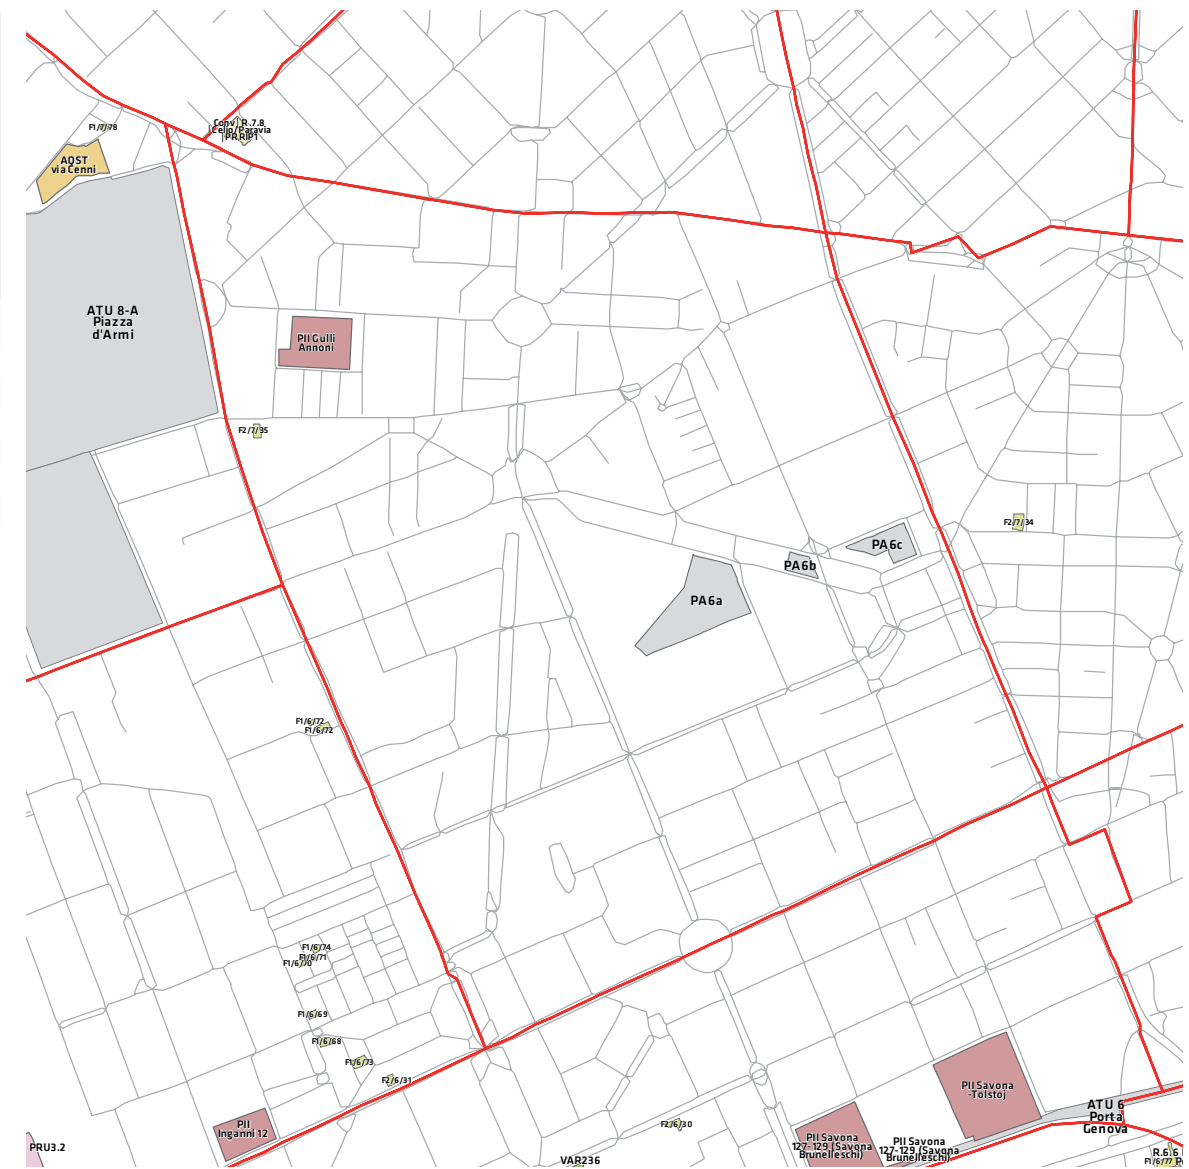 Conv R.7.8
(Celio/Paravia
PRRIP1
F1/7/78
AQST
via Cenni
ATU 8-A
Piazza
d'Armi
PII Gulli
Annoni
F2/7/35
F2/7/34
PA6c
PA6b
PA6a
F1/6/72
F1/6/72
F1/6/74
F1/6/71
F1/6/70
F1/6/69
F1/6/68
F1/6/73
F2/6/31
PII Savona
-Tolstoj
ATU 6
Porta
Genova
PII
Inganni 12
F2/6/30
PII Savona
127-129 (Savona
Brunelleschi)
PII Savona
127-129 (Savona
Brunelleschi)
PRU3.2
VAR236
R.6.6
F1/6/77